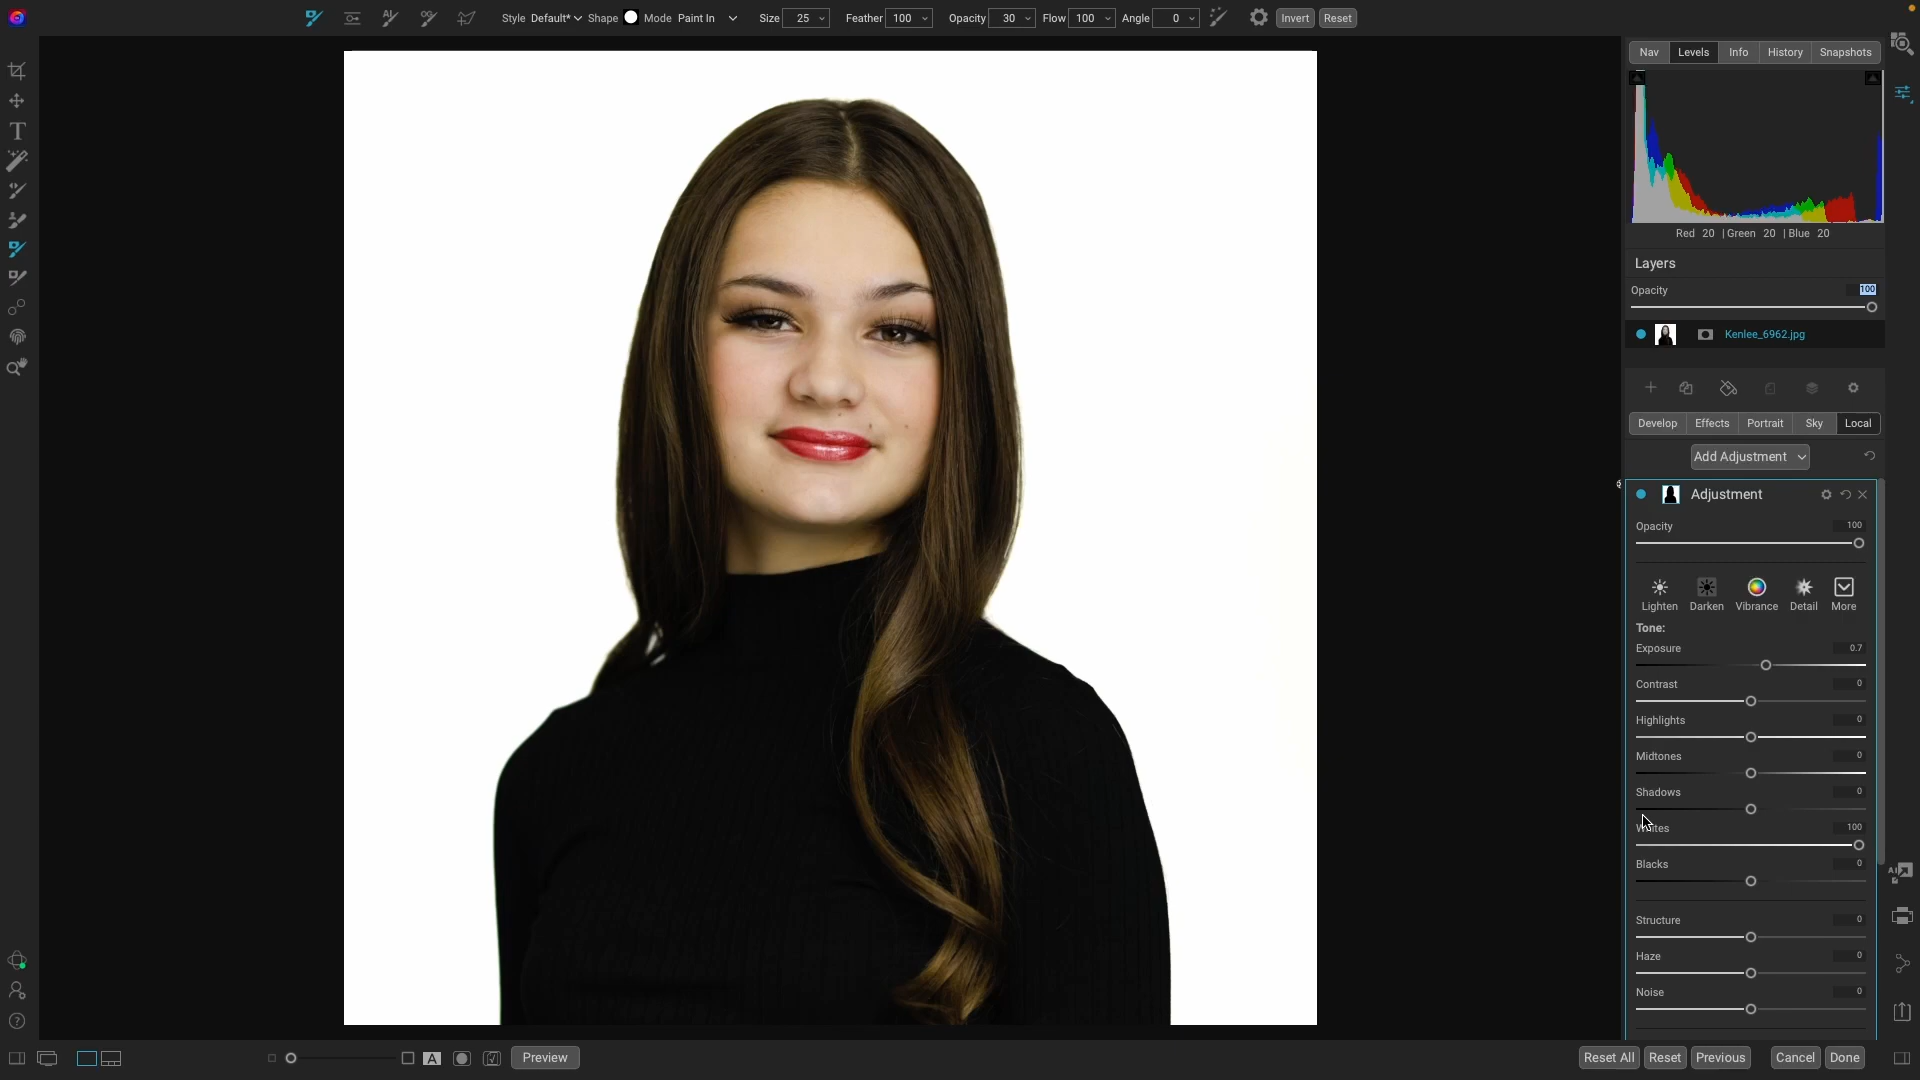 Style Default* Shape Mode Paint In Size 25 Feather 100 Opacity 30 Flow 100 Angle 0 Invert Reset
Nav Levels Info History Snapshots
Red 20 | Green 20 | Blue 20
Layers
Opacity 100
Kenlee_6962.jpg
Develop Effects Portrait Sky Local
Add Adjustment
Adjustment
Opacity 100
Lighten Darken Vibrance Detail More
Tone:
Exposure 0.7
Contrast 0
Highlights 0
Midtones 0
Shadows 0
Whites 100
Blacks 0
Structure 0
Haze 0
Noise 0
A Preview Reset All Reset Previous Cancel Done